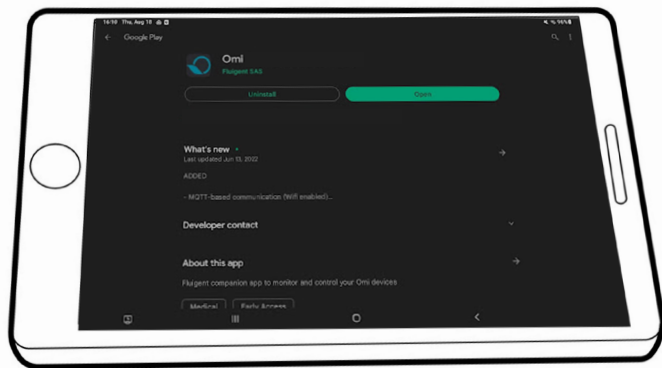 14:10 Thu, Aug 18
98%
Google Play
Omi
Fluigent SAS
Uninstall
Open
What's new
Last updated Jun 13, 2022
ADDED
- MQTT-based communication (Wifi enabled)...
Developer contact
About this app
Fluigent companion app to monitor and control your Omi devices
Medical
Early Access